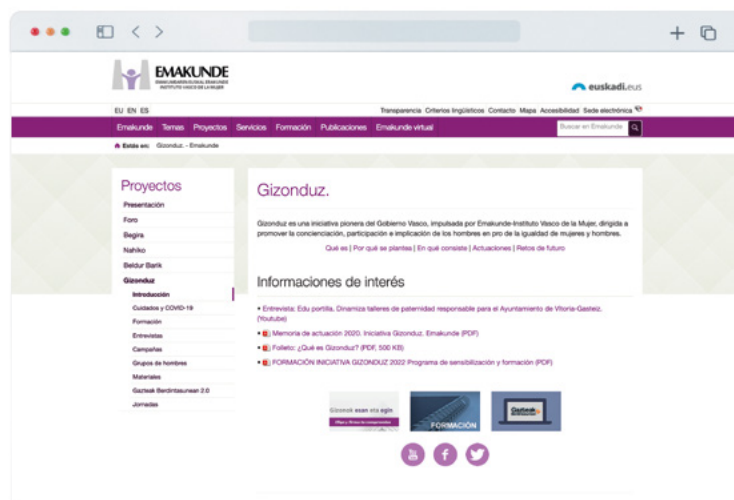 EMAKUNDE
EMAKUMEAREN EUSKAL ERAKUNDEA
INSTITUTO VASCO DE LA MUJER
euskadi.eus
EU EN ES
Transparencia Criterios lingüísticos Contacto Mapa Accesibilidad Sede electrónica
Emakunde Temas Proyectos Servicios Formación Publicaciones Emakunde virtual
Buscar en Emakunde
Estás en: Gizonduz. - Emakunde
Proyectos
Presentación
Foro
Begira
Nahiko
Beldur Barik
Gizonduz
Introducción
Cuidados y COVID-19
Formación
Entrevistas
Campañas
Grupos de hombres
Materiales
Gazteak Berdintasunean 2.0
Jornadas
Gizonduz.
Gizonduz es una iniciativa pionera del Gobierno Vasco, impulsada por Emakunde-Instituto Vasco de la Mujer, dirigida a
promover la concienciación, participación e implicación de los hombres en pro de la igualdad de mujeres y hombres.
Qué es | Por qué se plantea | En qué consiste | Actuaciones | Retos de futuro
Informaciones de interés
• Entrevista: Edu portilla. Dinamiza talleres de paternidad responsable para el Ayuntamiento de Vitoria-Gasteiz.
(Youtube)
• Memoria de actuación 2020. Iniciativa Gizonduz. Emakunde (PDF)
• Folleto: ¿Qué es Gizonduz? (PDF, 500 KB)
• FORMACIÓN INICIATIVA GIZONDUZ 2022 Programa de sensibilización y formación (PDF)
Gizonok esan eta egin
FORMACIÓN
Gazteak